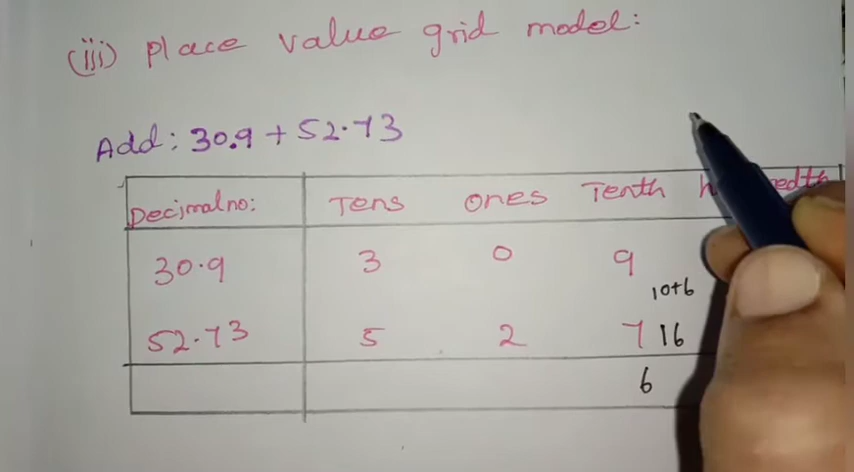 (iii) place value grid model:
Add: 30.9 + 52.73
Decimal no: Tens ones Tenth
30.9 3 0 9
10+6
52.73 5 2 7 16
6